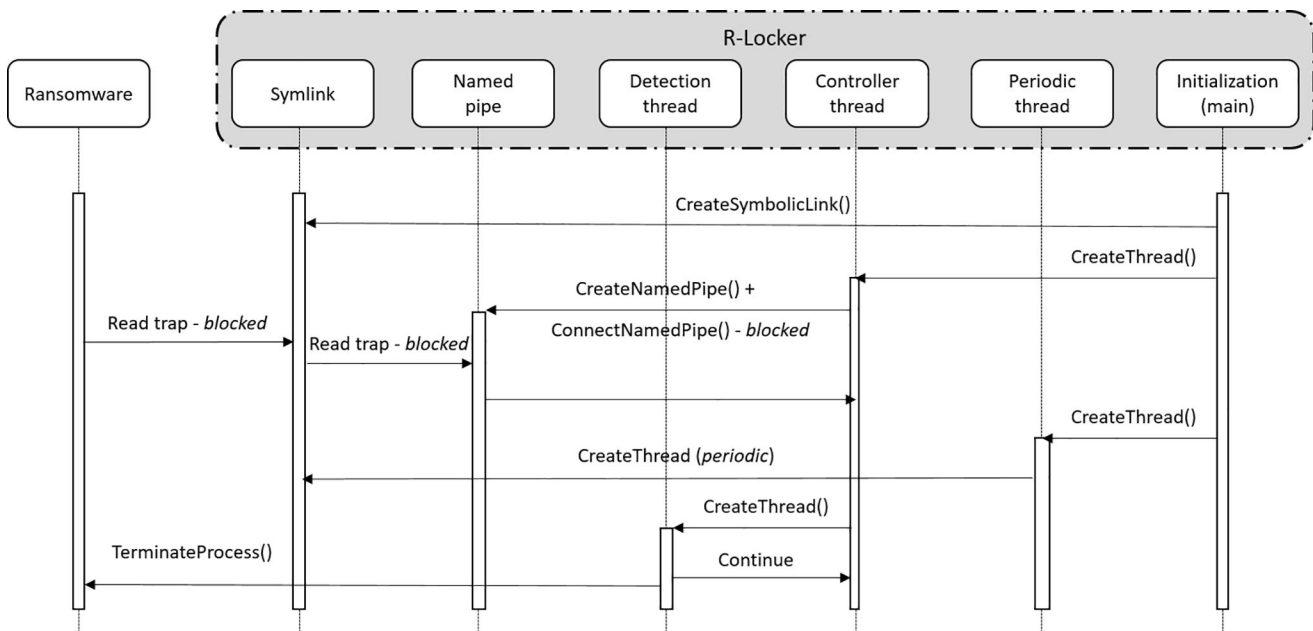 R-Locker
Ransomware
Symlink
Named
pipe
Detection
thread
Controller
thread
Periodic
thread
Initialization
(main)
CreateSymbolicLink()
CreateThread()
CreateNamedPipe() +
ConnectNamedPipe() - blocked
Read trap - blocked
Read trap - blocked
CreateThread()
CreateThread (periodic)
CreateThread()
TerminateProcess()
Continue